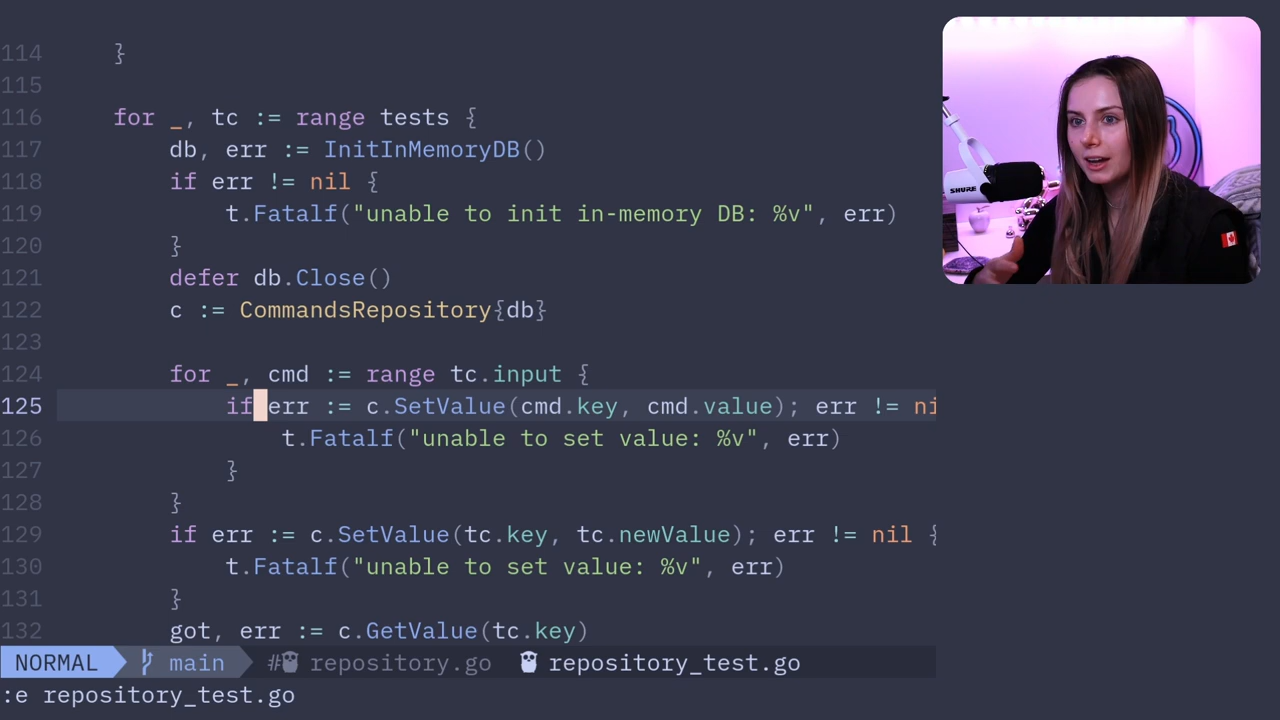 114 }
115
116 for _, tc := range tests {
117 db, err := InitInMemoryDB()
118 if err != nil {
119 t.Fatalf("unable to init in-memory DB: %v", err)
120 }
121 defer db.Close()
122 c := CommandsRepository{db}
123
124 for _, cmd := range tc.input {
125 if err := c.SetValue(cmd.key, cmd.value); err != ni
126 t.Fatalf("unable to set value: %v", err)
127 }
128 }
129 if err := c.SetValue(tc.key, tc.newValue); err != nil {
130 t.Fatalf("unable to set value: %v", err)
131 }
132 got, err := c.GetValue(tc.key)
NORMAL main # repository.go repository_test.go
:e repository_test.go
SHURE